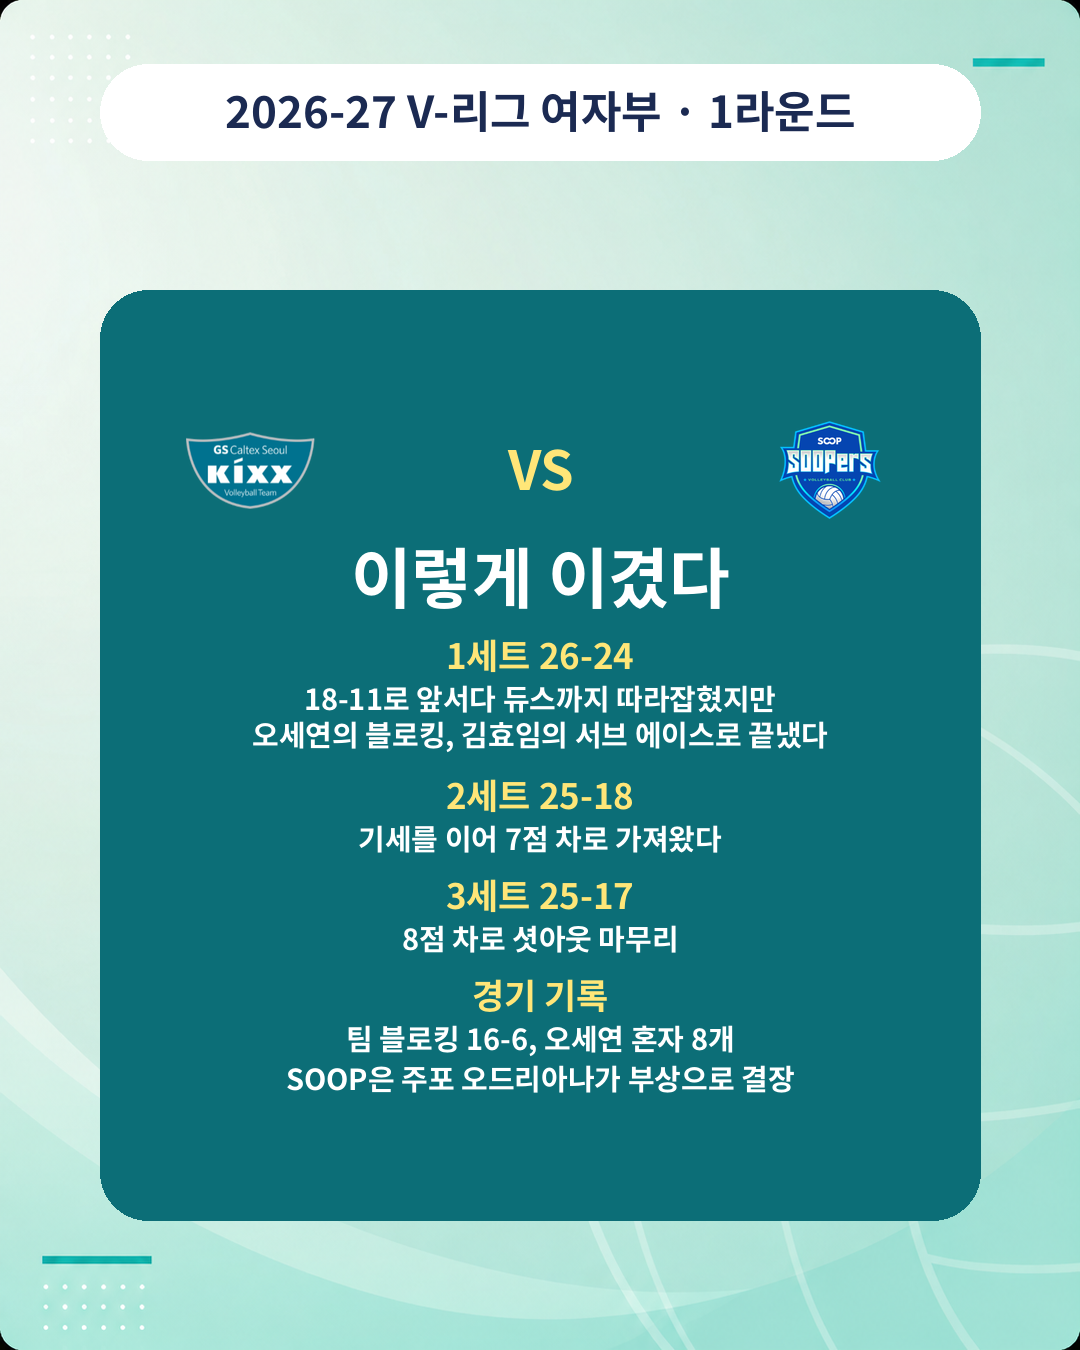 2026-27 V-리그 여자부 · 1라운드
GS Caltex Seoul
kixx
Volleyball Team
VS
SOOP
SOOPers
VOLLEYBALL CLUB
이렇게 이겼다
1세트 26-24
18-11로 앞서다 듀스까지 따라잡혔지만
오세연의 블로킹, 김효임의 서브 에이스로 끝냈다
2세트 25-18
기세를 이어 7점 차로 가져왔다
3세트 25-17
8점 차로 셧아웃 마무리
경기 기록
팀 블로킹 16-6, 오세연 혼자 8개
SOOP은 주포 오드리아나가 부상으로 결장